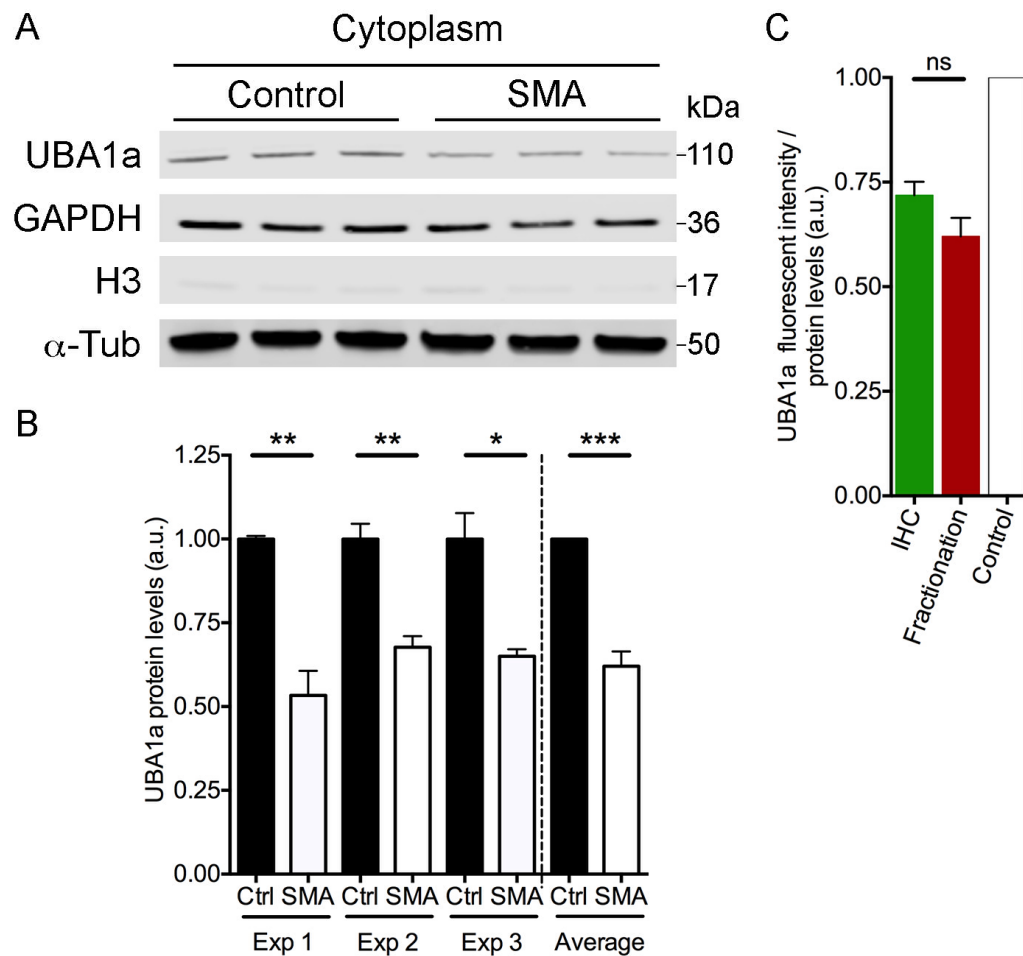 A
Cytoplasm
Control SMA kDa
UBA1a 110
GAPDH 36
H3 17
α-Tub 50
B
UBA1a protein levels (a.u.)
1.25
1.00
0.75
0.50
0.25
0.00
** ** * ***
Ctrl SMA Ctrl SMA Ctrl SMA Ctrl SMA
Exp 1 Exp 2 Exp 3 Average
C
UBA1a fluorescent intensity /
protein levels (a.u.)
ns
1.00
0.75
0.50
0.25
0.00
IHC
Fractionation
Control